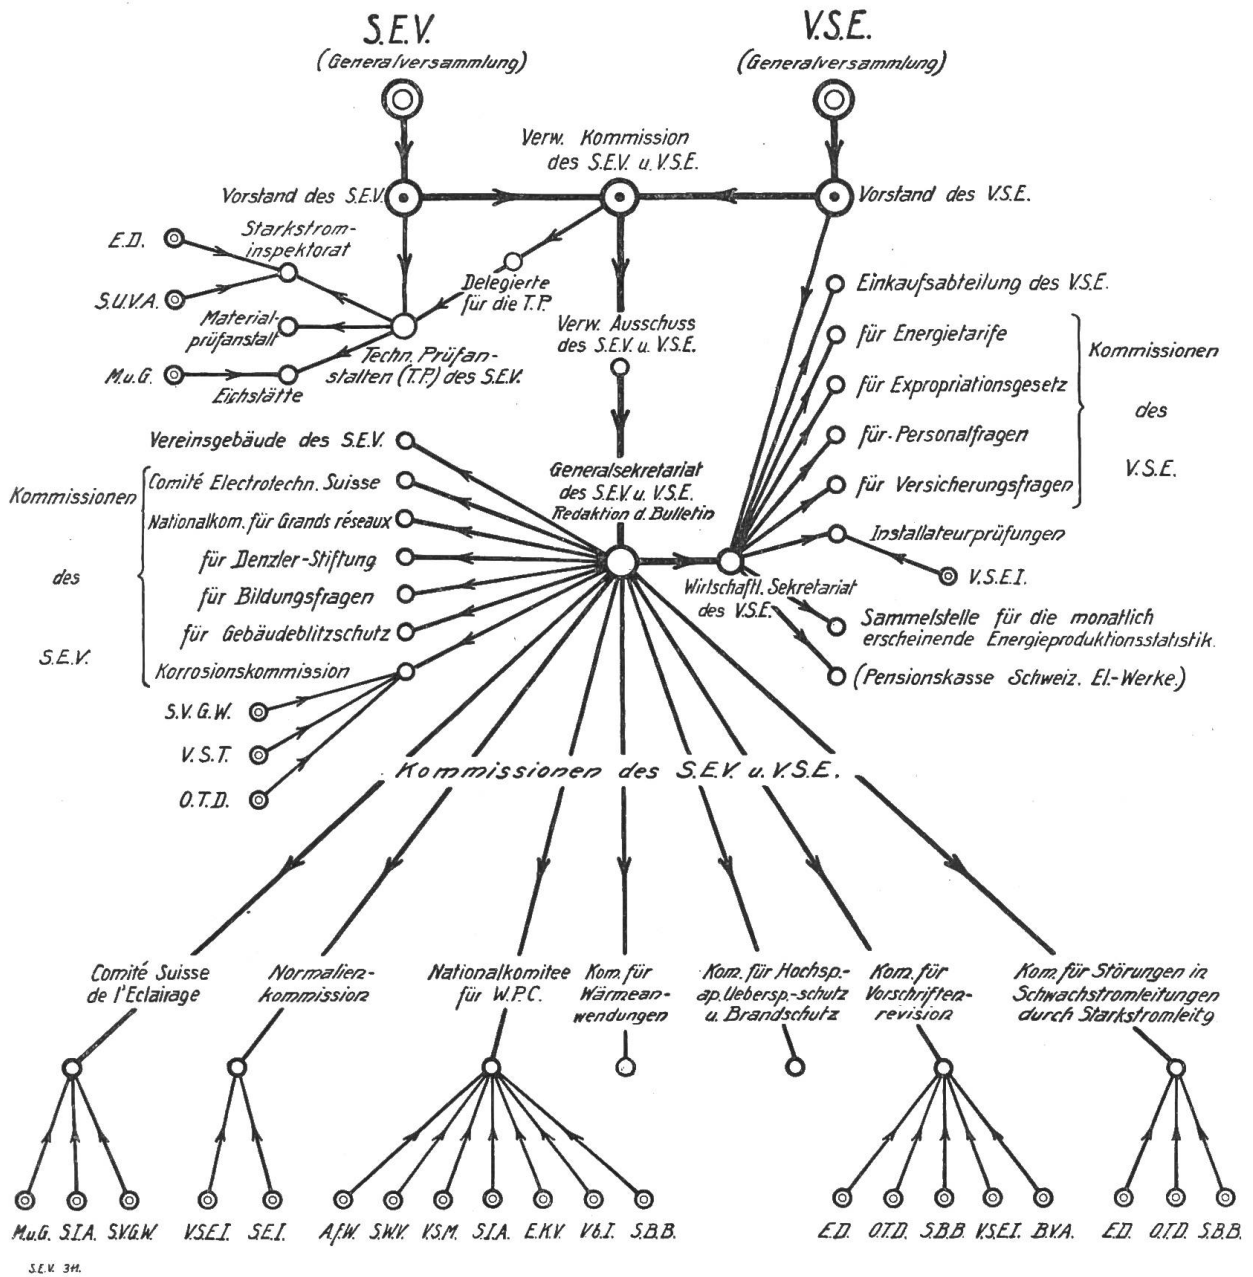 S.E.V.
(Generalversammlung)
V.S.E.
(Generalversammlung)
Verw. Kommission
des S.E.V. u. V.S.E.
Vorstand des S.E.V.
Vorstand des V.S.E.
E.D.
Starkstrom-
inspektorat
S.U.V.A.
Material-
prüfanstalt
M.u.G.
Eichstätte
Delegierte
für die T.P.
Techn. Prüfan-
stalten (T.P.) des S.E.V.
Verw. Ausschuss
des S.E.V. u. V.S.E.
Einkaufsabteilung des V.S.E.
für Energietarife
für Expropriationsgesetz
für Personalfragen
für Versicherungsfragen
Kommissionen
des
V.S.E.
Installateurprüfungen
V.S.E.I.
Sammelstelle für die monatlich
erscheinende Energieproduktionsstatistik.
(Pensionskasse Schweiz. El.-Werke.)
Generalsekretariat
des S.E.V. u. V.S.E.
Redaktion d. Bulletin
Wirtschaftl. Sekretariat
des V.S.E.
Vereinsgebäude des S.E.V.
Kommissionen
des
S.E.V.
Comité Electrotechn. Suisse
Nationalkom. für Grands réseaux
für Denzler-Stiftung
für Bildungsfragen
für Gebäudeblitzschutz
Korrosionskommission
S.V.G.W.
V.S.T.
O.T.D.
Kommissionen des S.E.V. u. V.S.E.
Comité Suisse
de l'Eclairage
Normalien-
kommission
Nationalkomitee
für W.P.C.
Kom. für
Wärmean-
wendungen
Kom. für Hochsp.-
ap. Uebersp.-schutz
u. Brandschutz
Kom. für
Vorschriften-
revision
Kom. für Störungen in
Schwachstromleitungen
durch Starkstromleitg
M.u.G. S.I.A. S.V.G.W.
V.S.E.I. S.E.I.
A.f.W. S.W.V. V.S.M. S.I.A. E.K.V. V.b.I. S.B.B.
E.D. O.T.D. S.B.B. V.S.E.I. B.V.A.
E.D. O.T.D. S.B.B.
S.E.V. 311.